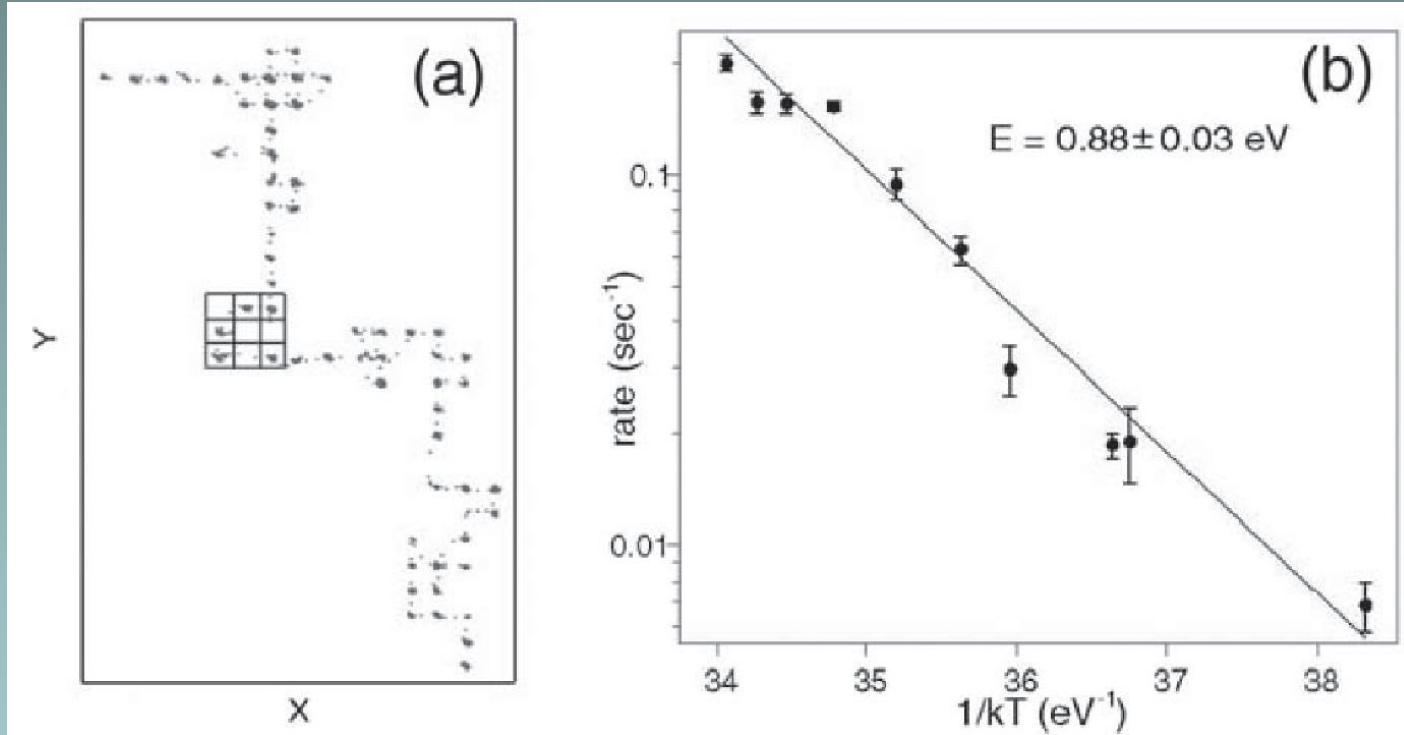 (a)
Y
X
(b)
E = 0.88±0.03 eV
0.1
0.01
rate (sec⁻¹)
34 35 36 37 38
1/kT (eV⁻¹)